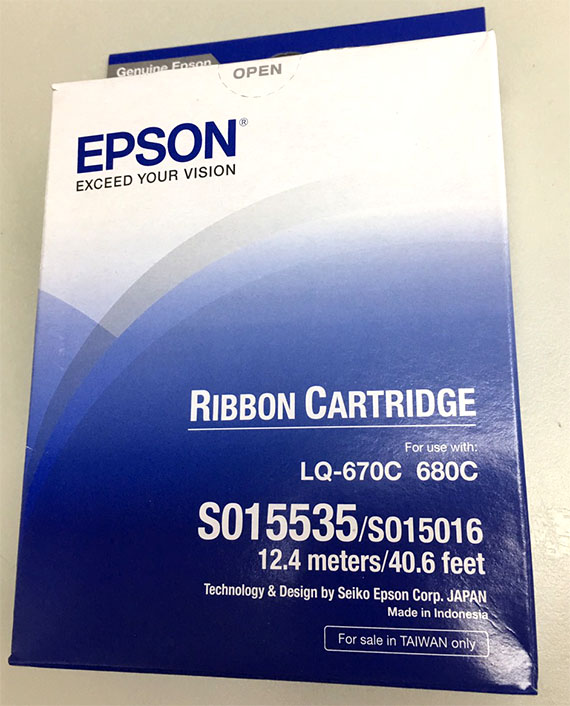 Genuine Epson
OPEN
EPSON®
EXCEED YOUR VISION
RIBBON CARTRIDGE
For use with:
LQ-670C 680C
S015535/S015016
12.4 meters/40.6 feet
Technology & Design by Seiko Epson Corp. JAPAN
Made in Indonesia
For sale in TAIWAN only